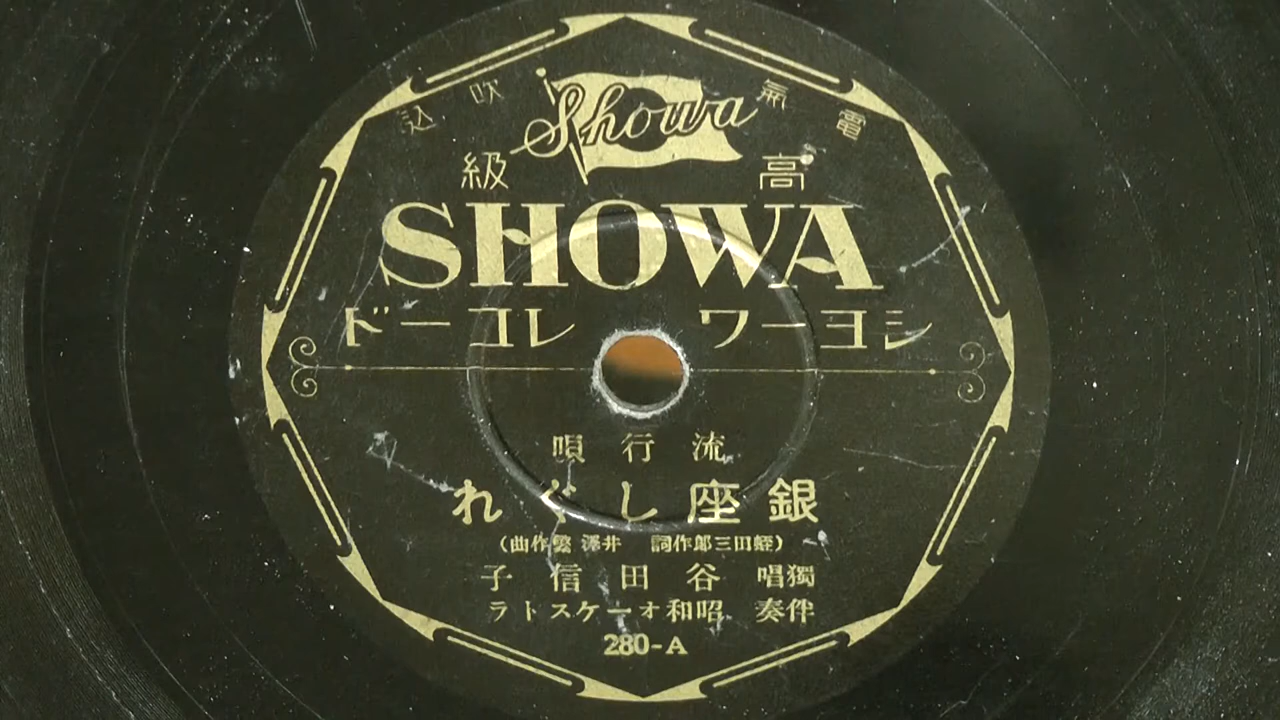 電氣吹込
Showa
高級
SHOWA
シヨーワ レコード
流行唄
銀座しぐれ
(田三郎作詞 井澤 作曲)
獨唱 谷田信子
伴奏 昭和オーケストラ
280-A